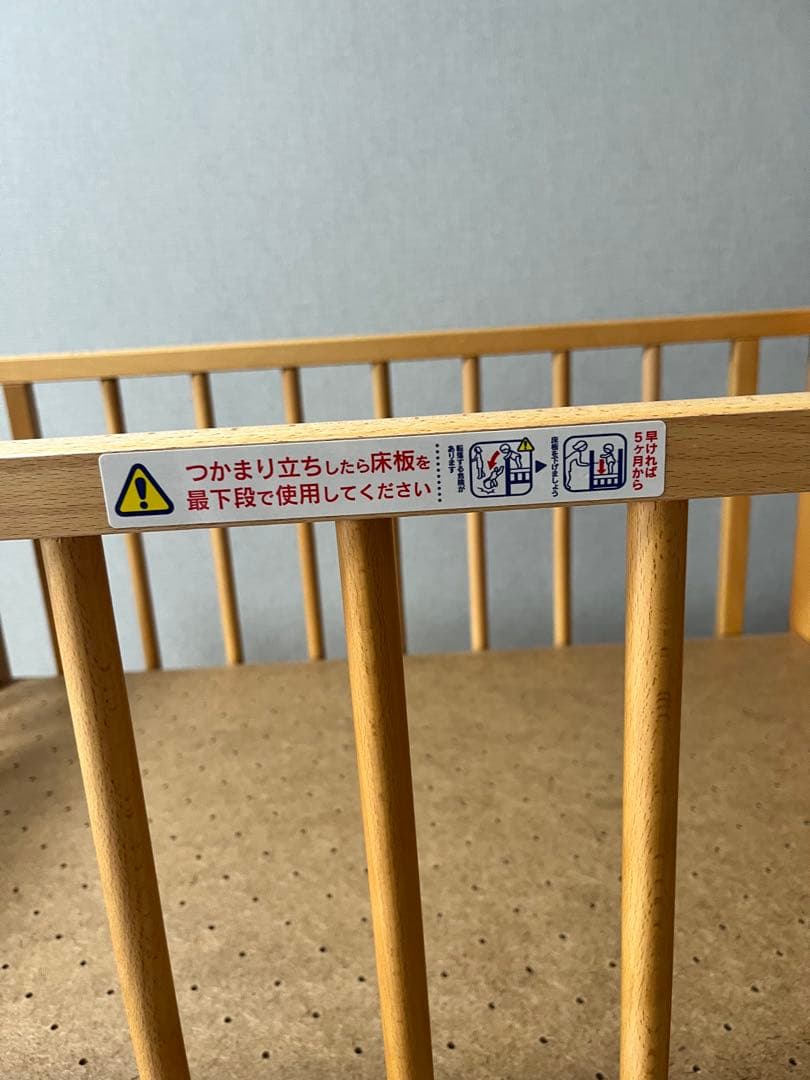 つかまり立ちしたら床板を
最下段で使用してください
転落する危険が
あります
床板を下げましょう
早ければ
5ヶ月から